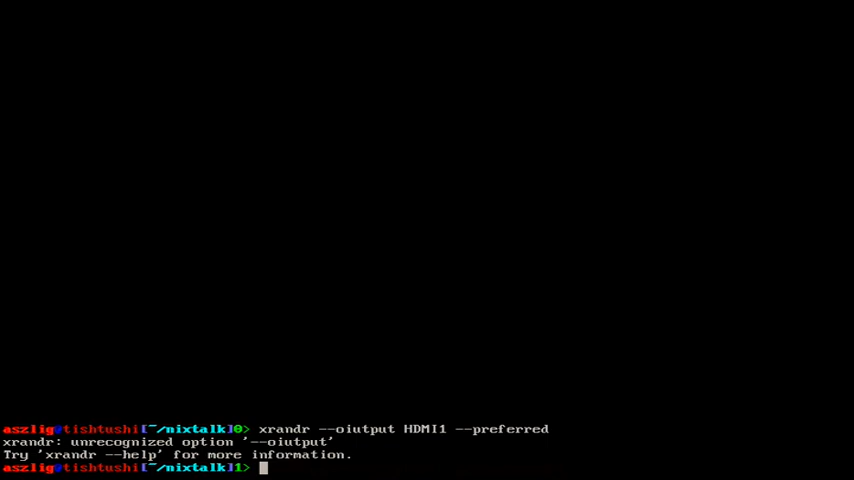 aszlig@tishtushi[~/nixtalk]0> xrandr --oiutput HDMI1 --preferred
xrandr: unrecognized option '--oiutput'
Try 'xrandr --help' for more information.
aszlig@tishtushi[~/nixtalk]1>